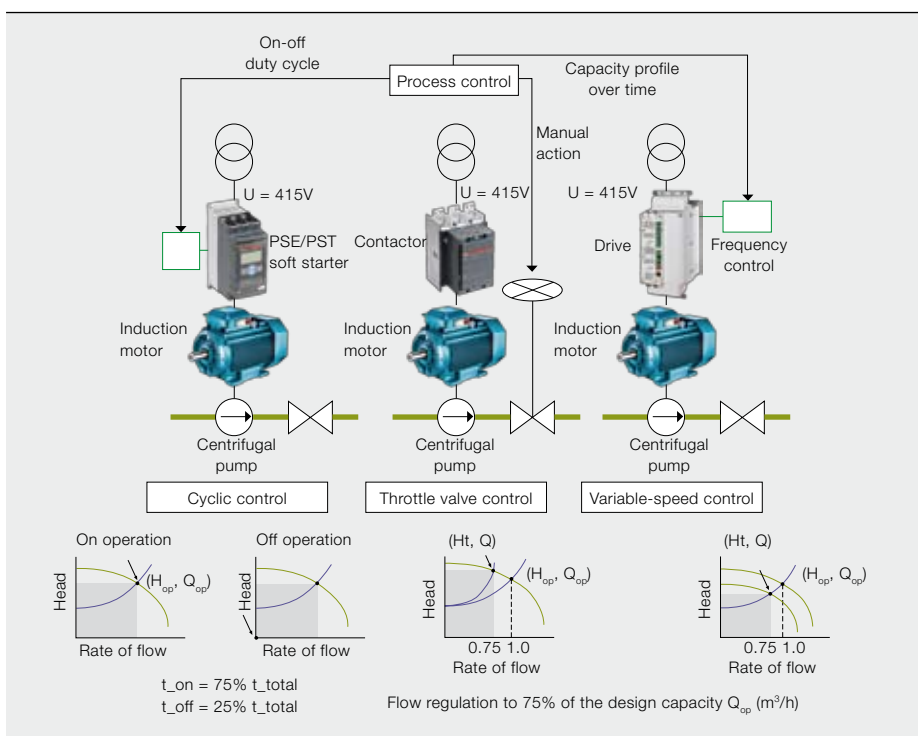 On-off
duty cycle
Process control
Capacity profile
over time
Manual
action
U = 415V
U = 415V
U = 415V
PSE/PST
soft starter
Contactor
Drive
Frequency
control
Induction
motor
Induction
motor
Induction
motor
Centrifugal
pump
Centrifugal
pump
Centrifugal
pump
Cyclic control
Throttle valve control
Variable-speed control
On operation
(Hop, Qop)
Head
Rate of flow
Off operation
Head
Rate of flow
t_on = 75% t_total
t_off = 25% t_total
(Ht, Q)
(Hop, Qop)
Head
0.75 1.0
Rate of flow
(Ht, Q)
(Hop, Qop)
Head
0.75 1.0
Rate of flow
Flow regulation to 75% of the design capacity Qop (m³/h)